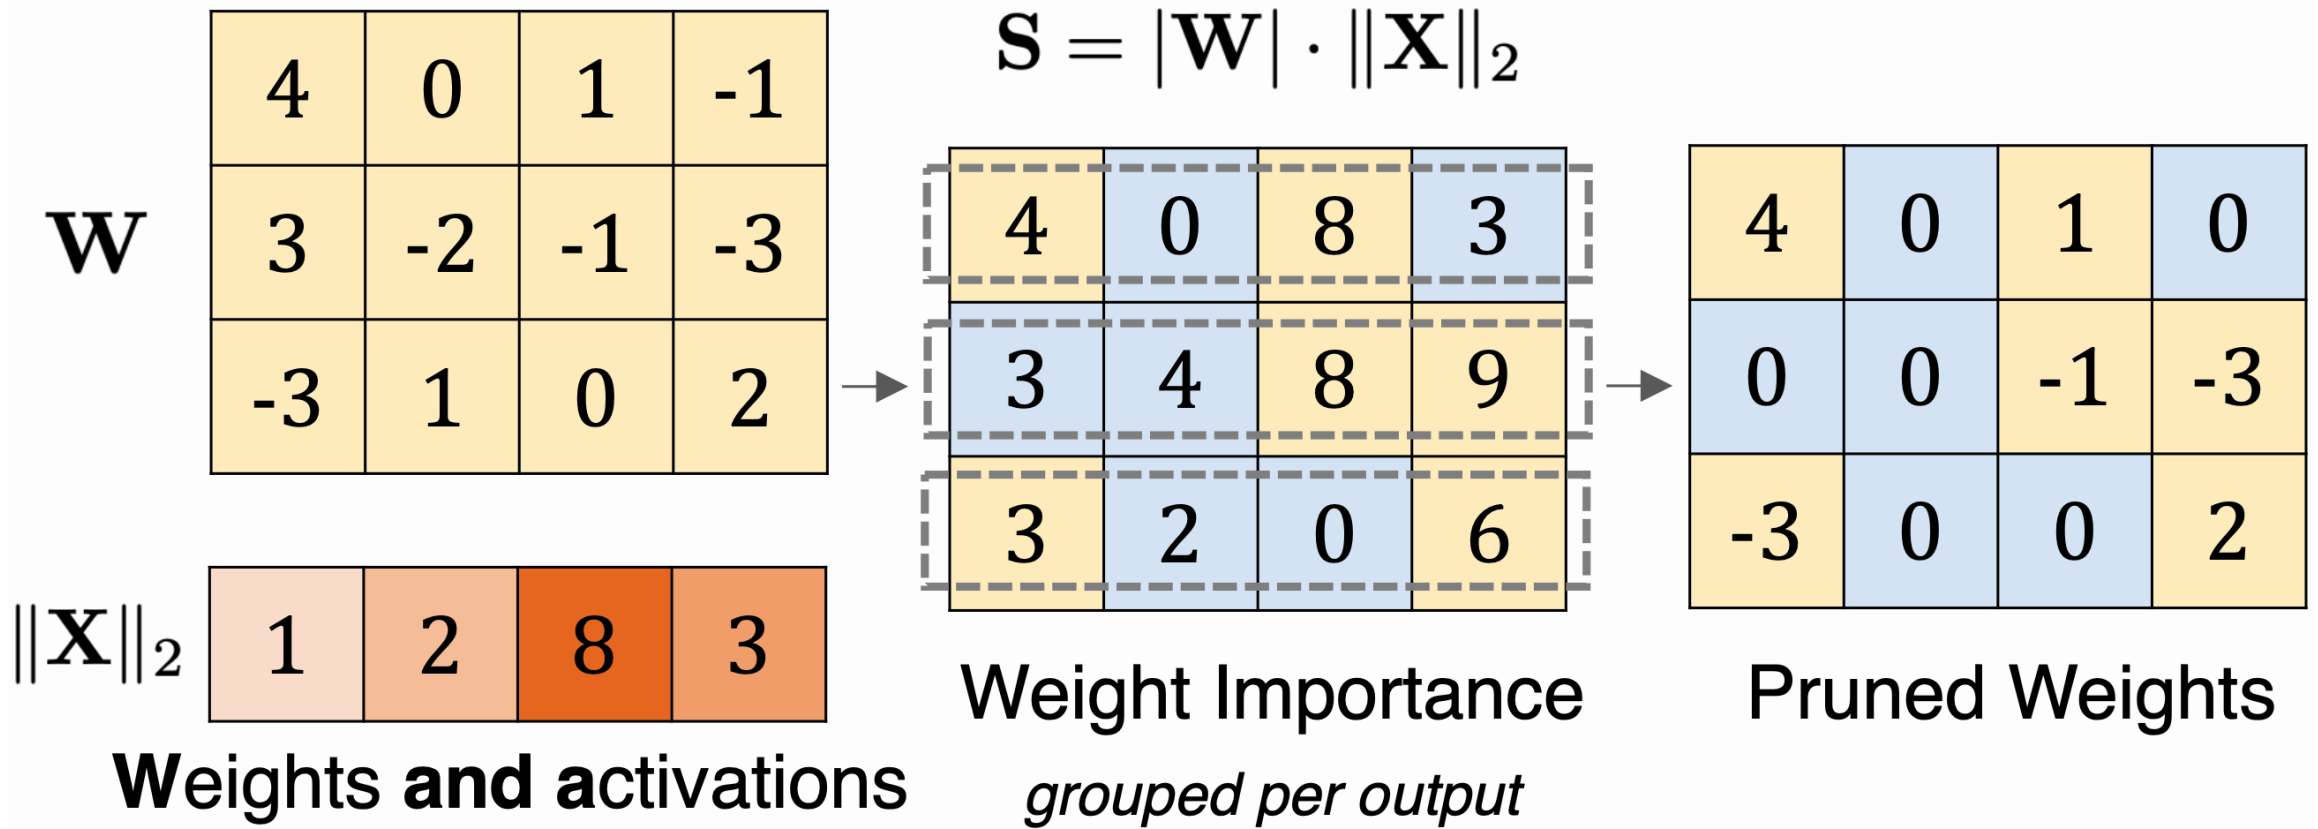 W
4 0 1 -1
3 -2 -1 -3
-3 1 0 2
‖X‖₂ 1 2 8 3
Weights and activations
S = |W| · ‖X‖₂
4 0 8 3
3 4 8 9
3 2 0 6
Weight Importance
grouped per output
4 0 1 0
0 0 -1 -3
-3 0 0 2
Pruned Weights